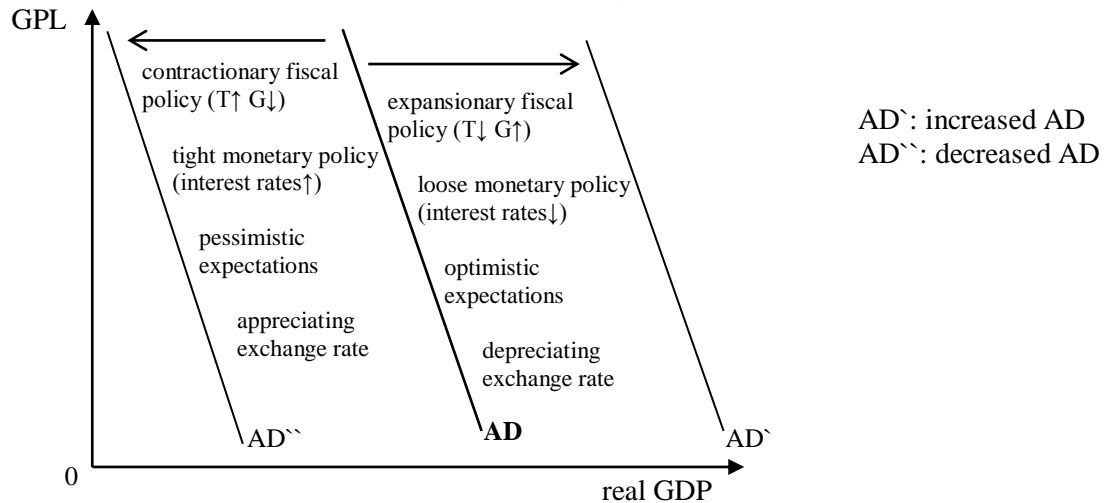 GPL
contractionary fiscal
policy (T↑ G↓)
tight monetary policy
(interest rates↑)
pessimistic
expectations
appreciating
exchange rate
expansionary fiscal
policy (T↓ G↑)
loose monetary policy
(interest rates↓)
optimistic
expectations
depreciating
exchange rate
AD`: increased AD
AD``: decreased AD
AD``
AD
AD`
0
real GDP